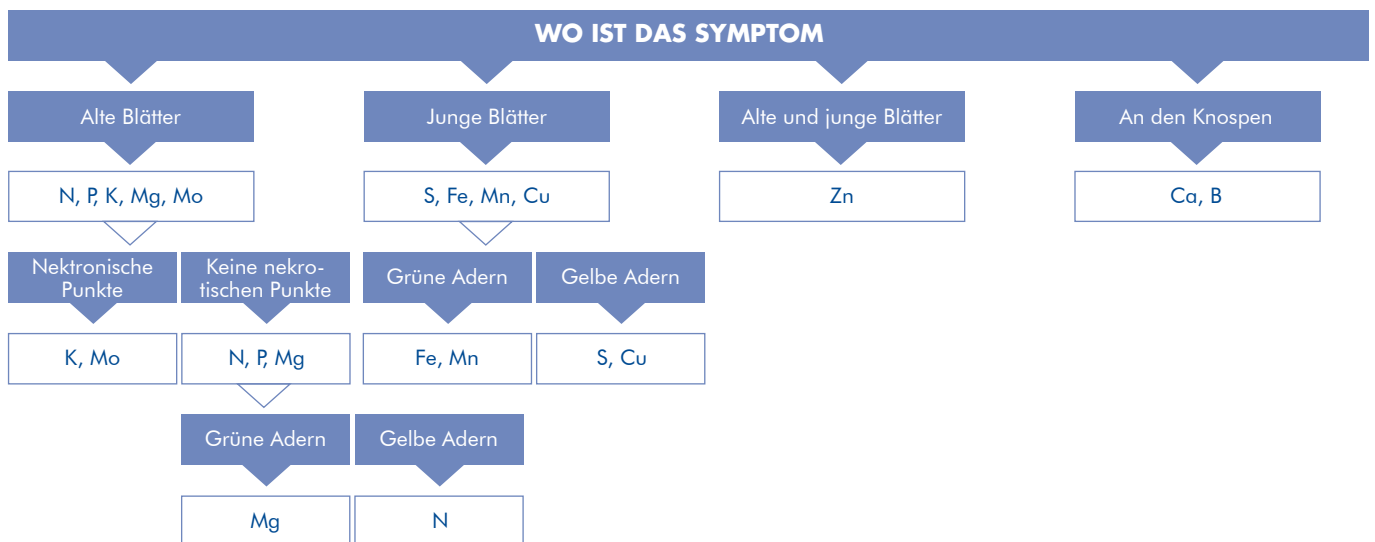 WO IST DAS SYMPTOM
Alte Blätter
Junge Blätter
Alte und junge Blätter
An den Knospen
N, P, K, Mg, Mo
S, Fe, Mn, Cu
Zn
Ca, B
Nektronische
Punkte
Keine nekro-
tischen Punkte
Grüne Adern
Gelbe Adern
K, Mo
N, P, Mg
Fe, Mn
S, Cu
Grüne Adern
Gelbe Adern
Mg
N